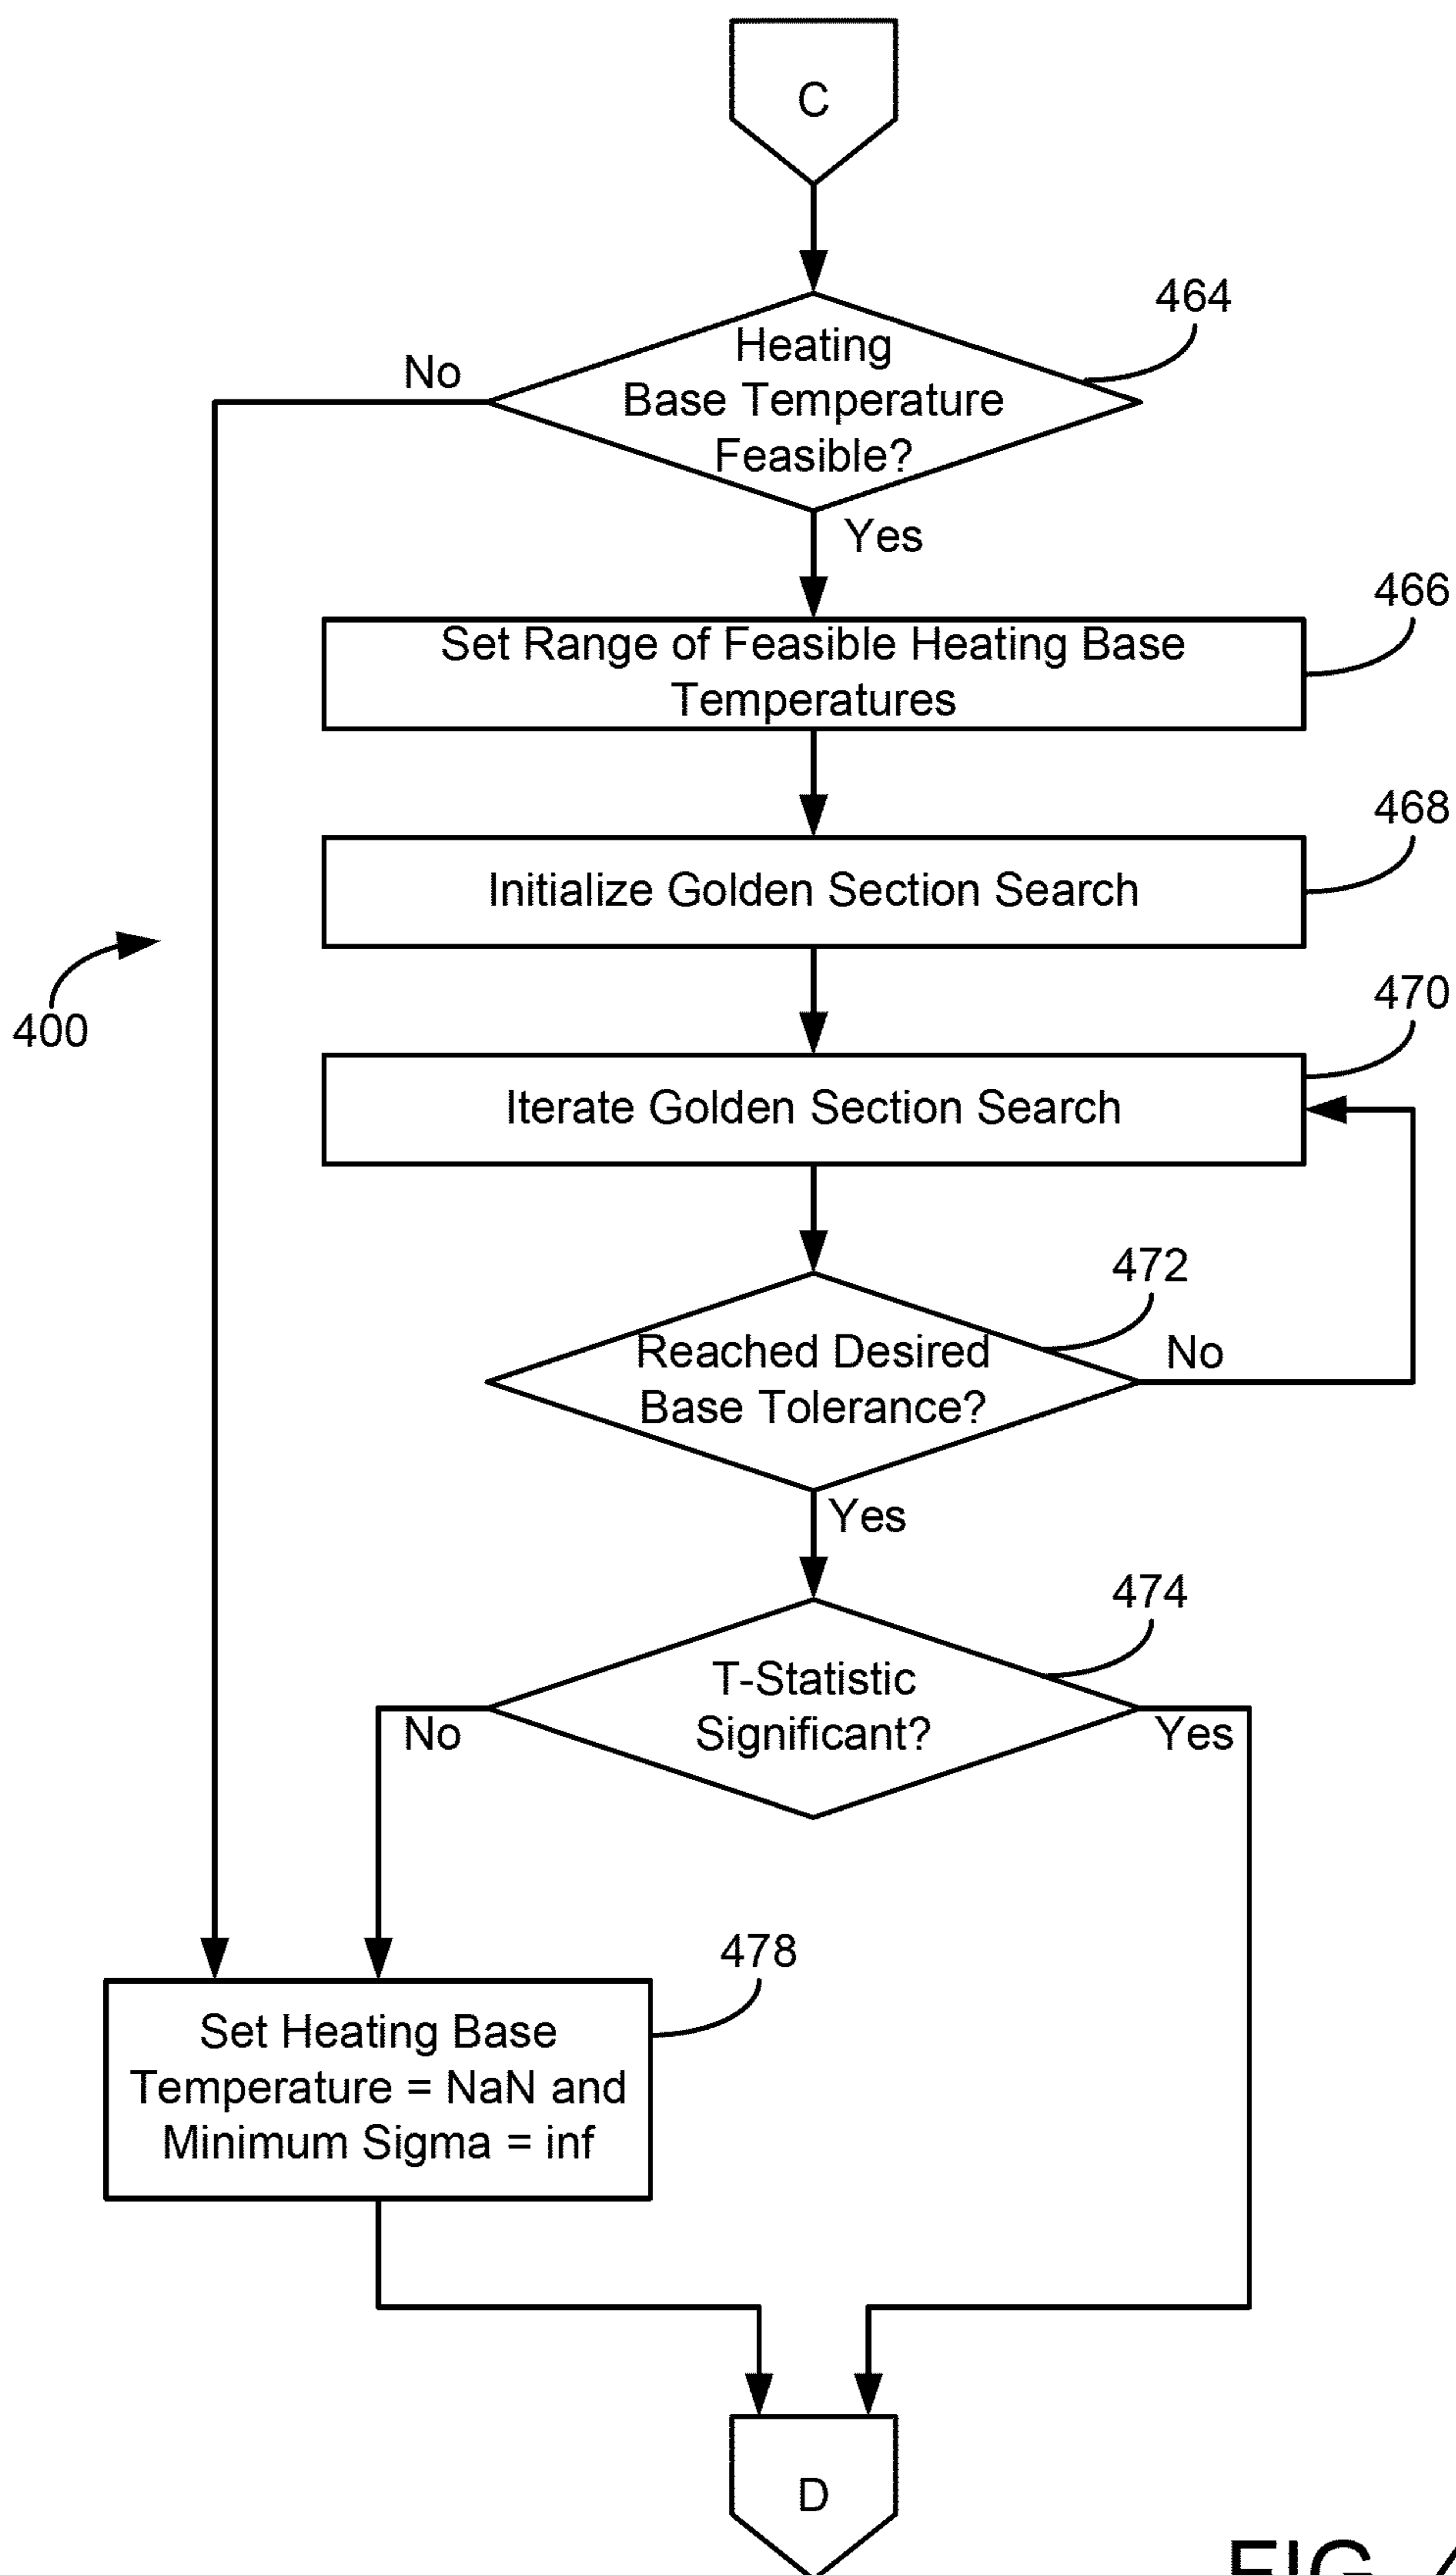 C
464
Heating
Base Temperature
Feasible?
No
Yes
466
Set Range of Feasible Heating Base
Temperatures
468
Initialize Golden Section Search
400
470
Iterate Golden Section Search
472
Reached Desired
Base Tolerance?
No
Yes
474
T-Statistic
Significant?
No
Yes
478
Set Heating Base
Temperature = NaN and
Minimum Sigma = inf
D
FIG.